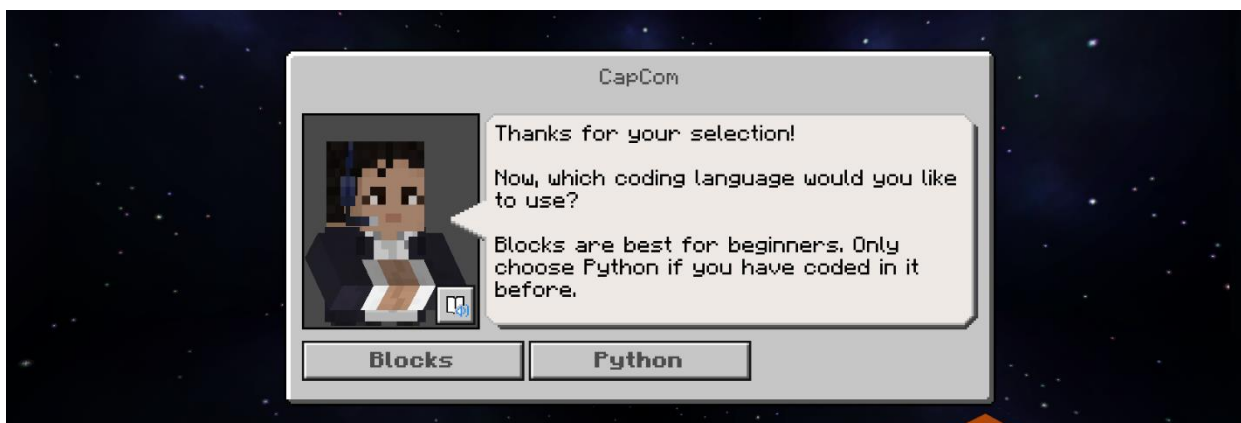 CapCom
Thanks for your selection!
Now, which coding language would you like
to use?
Blocks are best for beginners. Only
choose Python if you have coded in it
before.
Blocks
Python